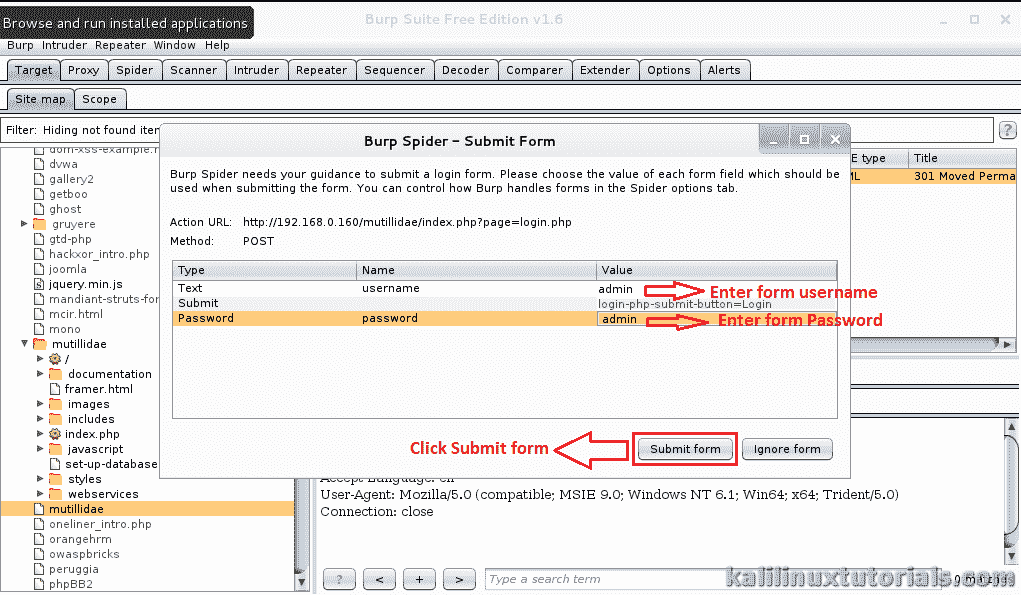 Browse and run installed applications
Burp Suite Free Edition v1.6
Burp Intruder Repeater Window Help
Target Proxy Spider Scanner Intruder Repeater Sequencer Decoder Comparer Extender Options Alerts
Site map Scope
Filter: Hiding not found
?
dvwa
gallery2
getboo
ghost
gruyere
gtd-php
hackxor_intro.php
joomla
jquery.min.js
mandiant-struts-for
mcir.html
mono
mutillidae
/
documentation
framer.html
images
includes
index.php
javascript
set-up-database
styles
webservices
mutillidae
oneliner_intro.php
orangehrm
owaspbricks
peruggia
phpBB2
E type Title
ML 301 Moved Perma
Burp Spider – Submit Form
Burp Spider needs your guidance to submit a login form. Please choose the value of each form field which should be
used when submitting the form. You can control how Burp handles forms in the Spider options tab.
Action URL: http://192.168.0.160/mutillidae/index.php?page=login.php
Method: POST
Type Name Value
Text username admin
Enter form username
Submit login-php-submit-button=Login
Password password admin
Enter form Password
Click Submit form
Submit form Ignore form
User-Agent: Mozilla/5.0 (compatible; MSIE 9.0; Windows NT 6.1; Win64; x64; Trident/5.0)
Connection: close
? < + > Type a search term
kalilinuxtutorials.com